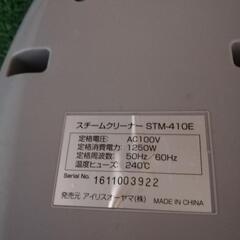 スチームクリーナー STM-410E
定格電圧: AC100V
定格消費電力: 1250W
定格周波数: 50Hz/60Hz
温度ヒューズ: 240℃
Serial No. 1611003922
発売元 アイリスオーヤマ(株) MADE IN CHINA